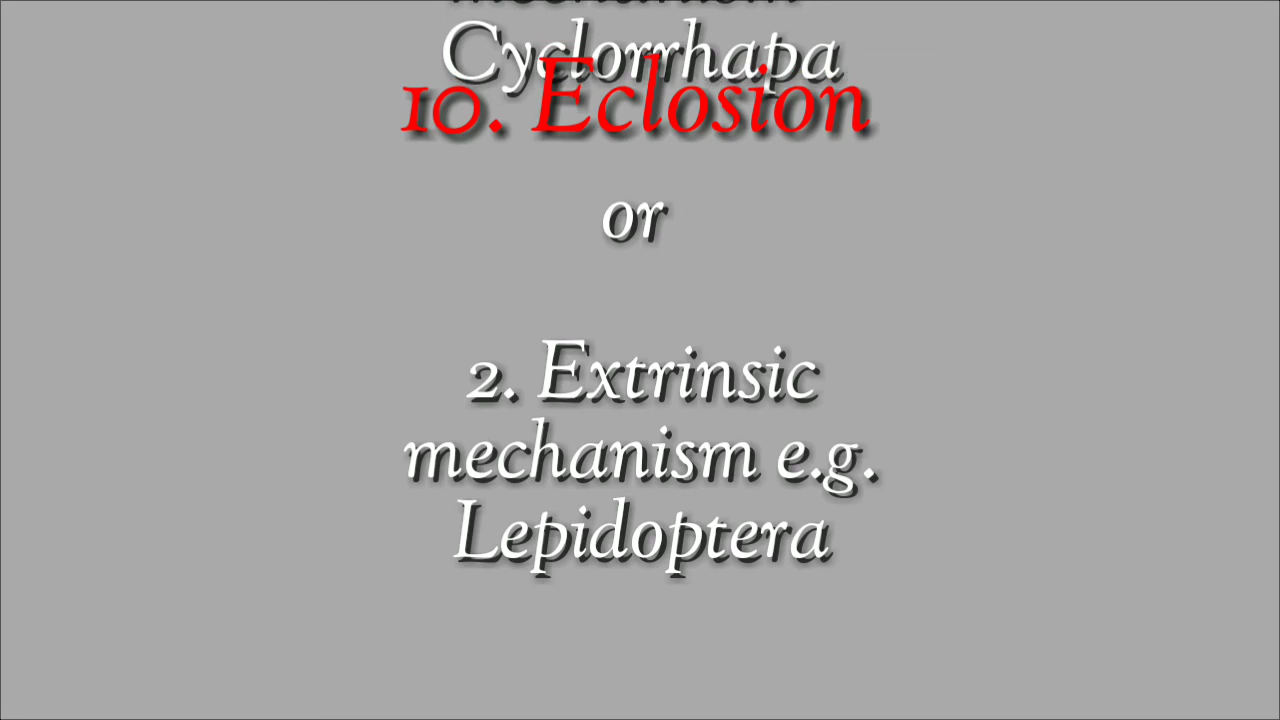 Cyclorrhapa
10. Eclosion
or
2. Extrinsic
mechanism e.g.
Lepidoptera